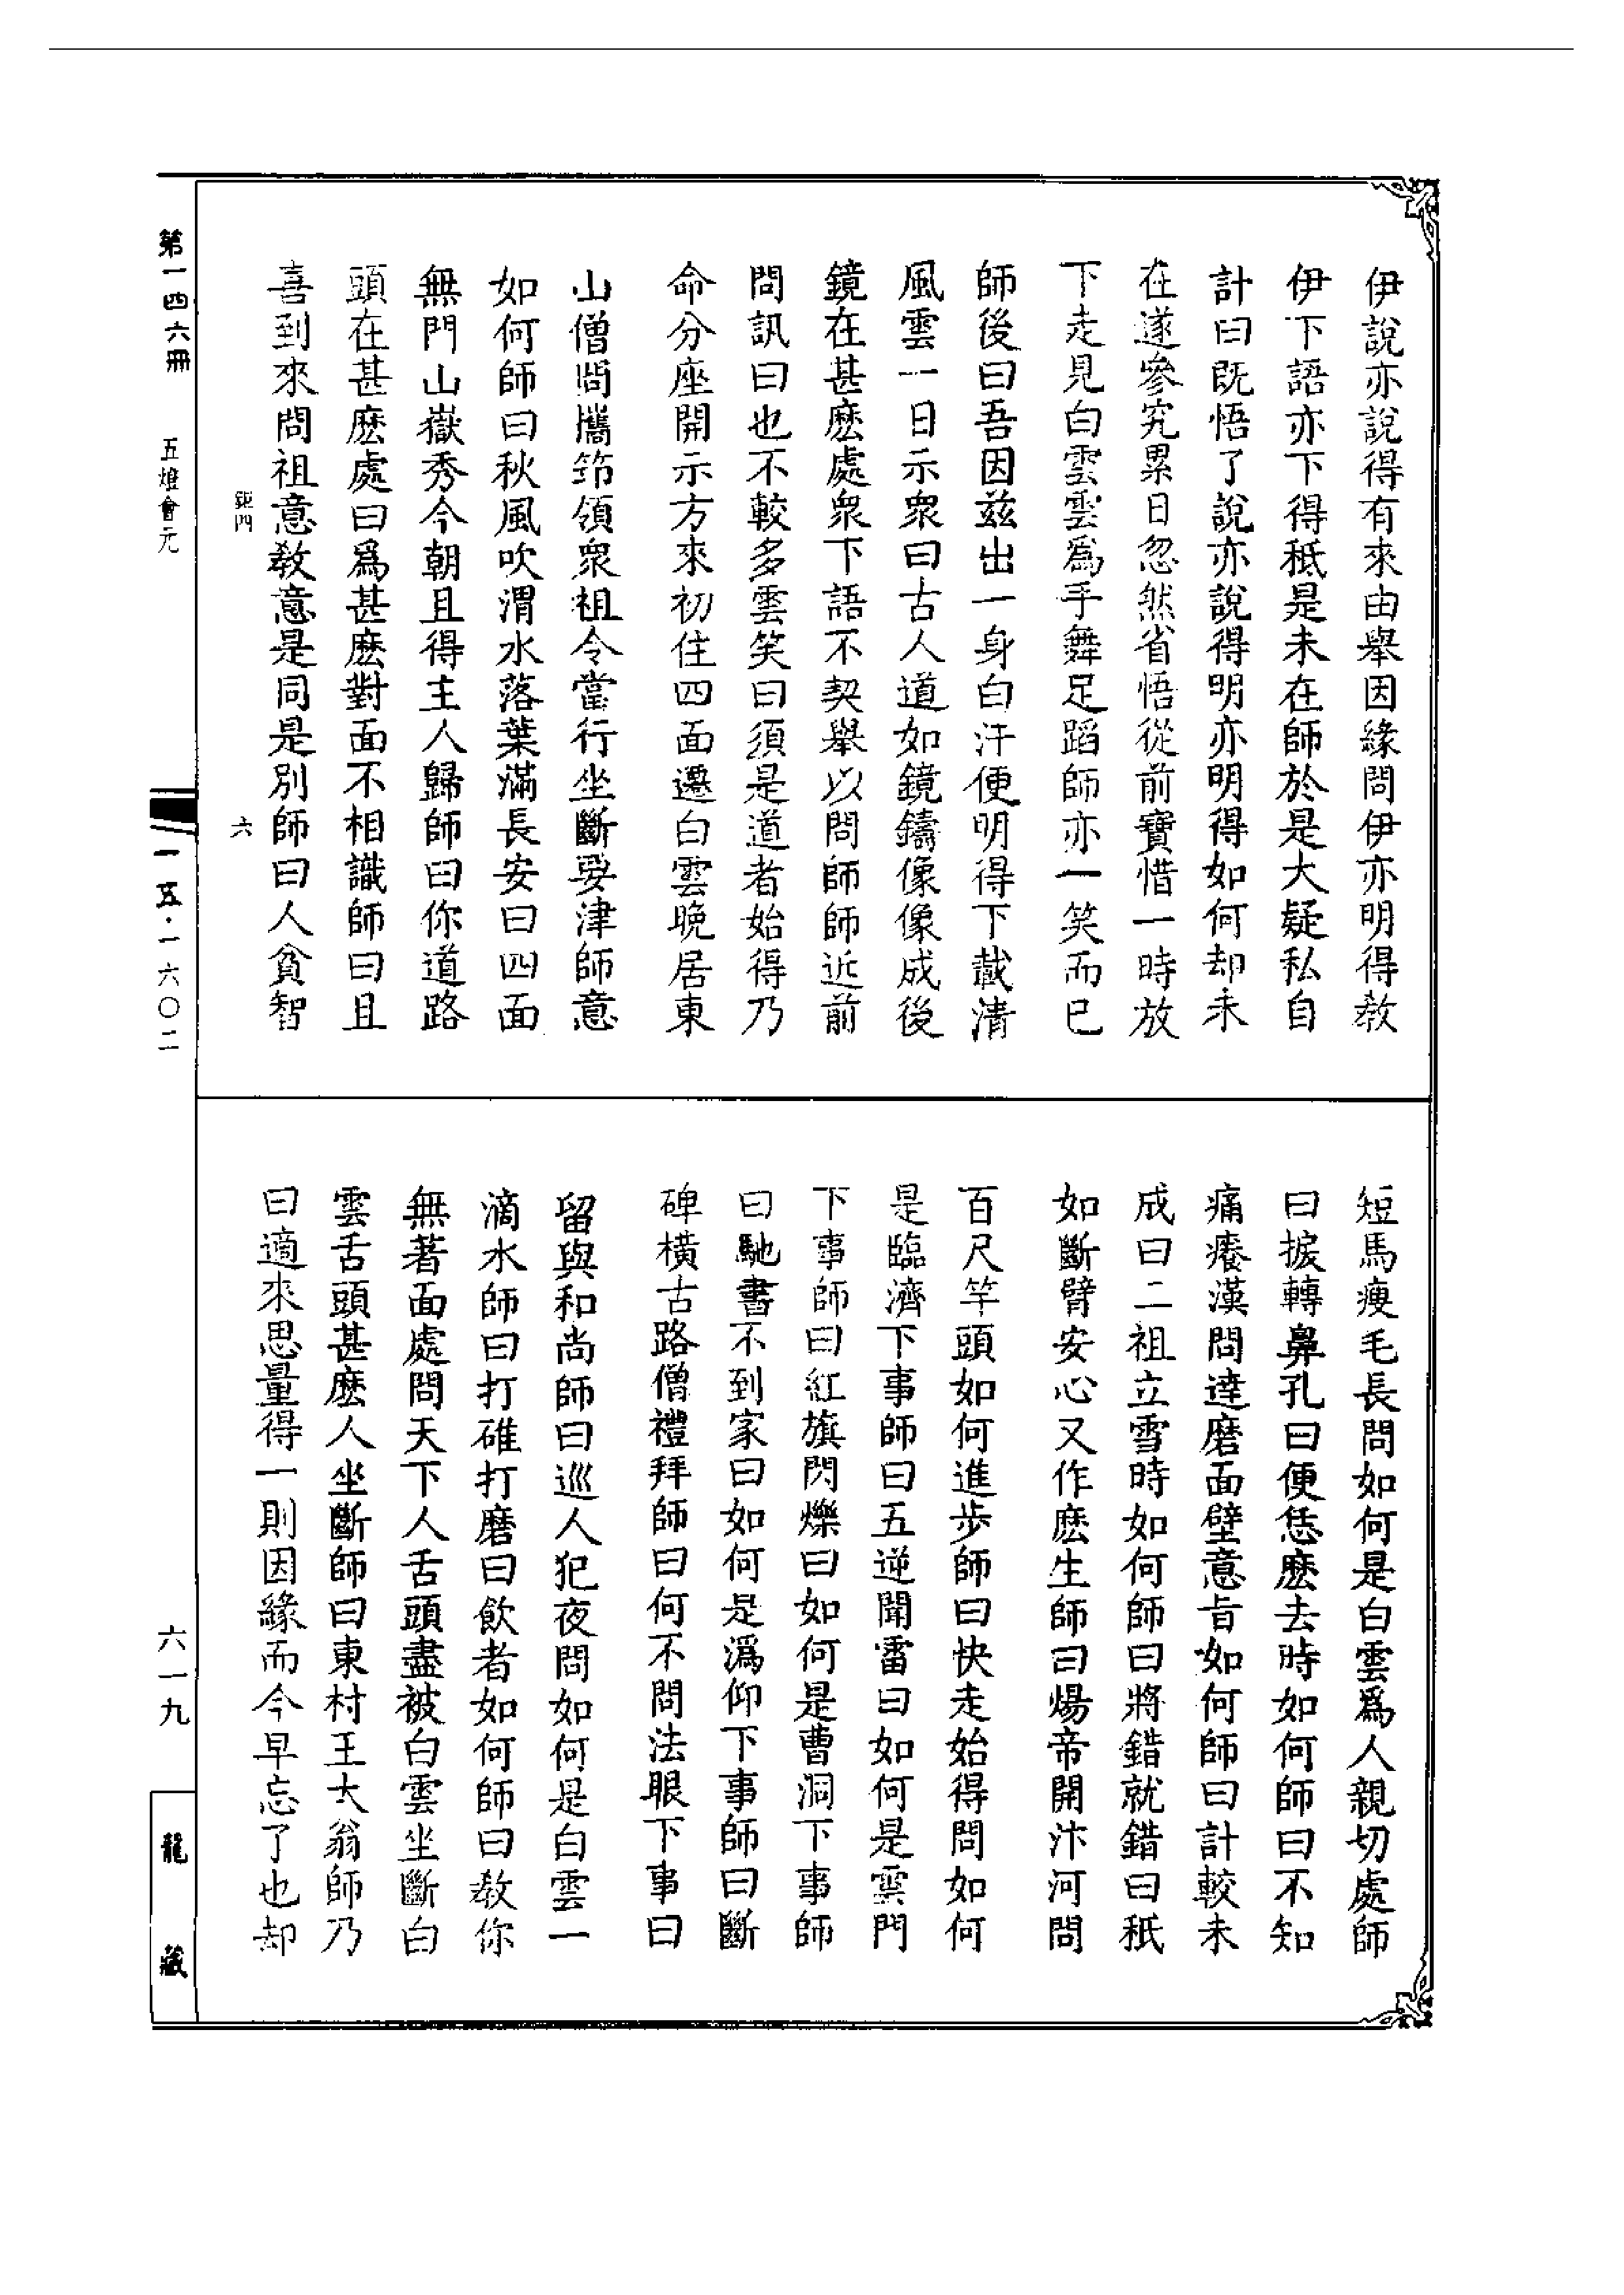 伊說亦說得有來由舉因緣問伊亦明得敎
伊下語亦下得秪是未在師於是大疑私自
計曰既悟了說亦說得明亦明得如何却未
在遂參究累日忽然省悟從前寶惜一時放
下走見白雲雲爲手舞足蹈師亦一笑而已
師後曰吾因茲出一身白汗便明得下載清
風雲一日示衆曰古人道如鏡鑄像像成後
鏡在甚麽處衆下語不契舉以問師師近前
問訊曰也不較多雲笑曰須是道者始得乃
命分座開示方來初住四面遷白雲晚居東
山僧問攜笻領衆祖令當行坐斷要津師意
如何師曰秋風吹渭水落葉滿長安曰四面
無門山嶽秀今朝且得主人歸師曰你道路
頭在甚麽處曰爲甚麽對面不相識師曰且
喜到來問祖意敎意是同是別師曰人貧智
短馬瘦毛長問如何是白雲爲人親切處師
曰捩轉鼻孔曰便恁麽去時如何師曰不知
痛癢漢問達磨面壁意旨如何師曰計較未
成曰二祖立雪時如何師曰將錯就錯曰秖
如斷臂安心又作麽生師曰煬帝開汴河問
百尺竿頭如何進步師曰快走始得問如何
是臨濟下事師曰五逆聞雷曰如何是雲門
下事師曰紅旗閃爍曰如何是曹洞下事師
曰馳書不到家曰如何是潙仰下事師曰斷
碑橫古路僧禮拜師曰何不問法眼下事曰
留與和尚師曰巡人犯夜問如何是白雲一
滴水師曰打碓打磨曰飲者如何師曰敎你
無著面處問天下人舌頭盡被白雲坐斷白
雲舌頭甚麽人坐斷師曰東村王大翁師乃
曰適來思量得一則因緣而今早忘了也却
鉅四 六
第一四六冊 五燈會元 一一五·一六〇二 六一九 龍藏